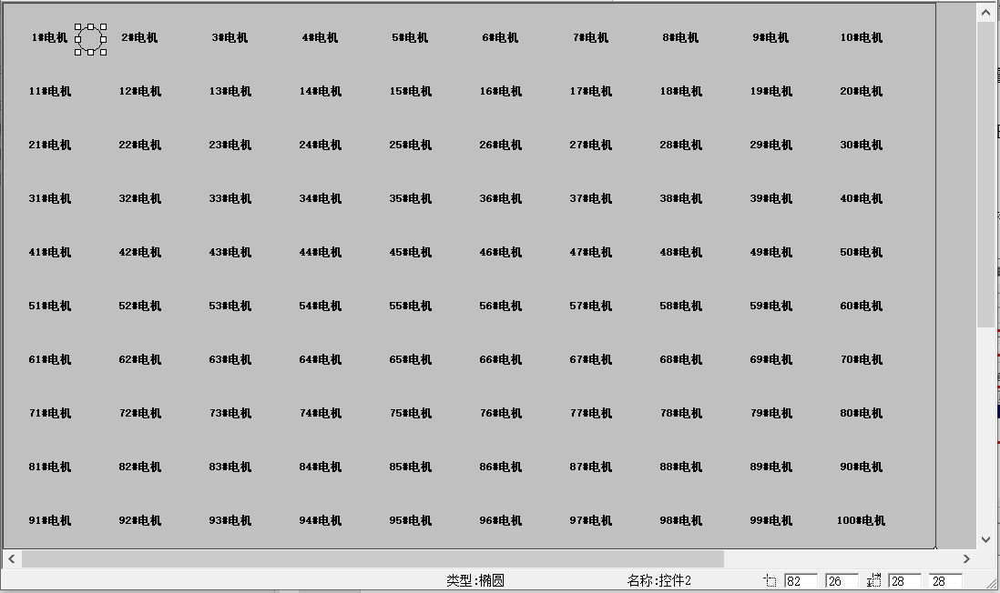 1#电机 2#电机 3#电机 4#电机 5#电机 6#电机 7#电机 8#电机 9#电机 10#电机
11#电机 12#电机 13#电机 14#电机 15#电机 16#电机 17#电机 18#电机 19#电机 20#电机
21#电机 22#电机 23#电机 24#电机 25#电机 26#电机 27#电机 28#电机 29#电机 30#电机
31#电机 32#电机 33#电机 34#电机 35#电机 36#电机 37#电机 38#电机 39#电机 40#电机
41#电机 42#电机 43#电机 44#电机 45#电机 46#电机 47#电机 48#电机 49#电机 50#电机
51#电机 52#电机 53#电机 54#电机 55#电机 56#电机 57#电机 58#电机 59#电机 60#电机
61#电机 62#电机 63#电机 64#电机 65#电机 66#电机 67#电机 68#电机 69#电机 70#电机
71#电机 72#电机 73#电机 74#电机 75#电机 76#电机 77#电机 78#电机 79#电机 80#电机
81#电机 82#电机 83#电机 84#电机 85#电机 86#电机 87#电机 88#电机 89#电机 90#电机
91#电机 92#电机 93#电机 94#电机 95#电机 96#电机 97#电机 98#电机 99#电机 100#电机
类型:椭圆 名称:控件2 82 26 28 28